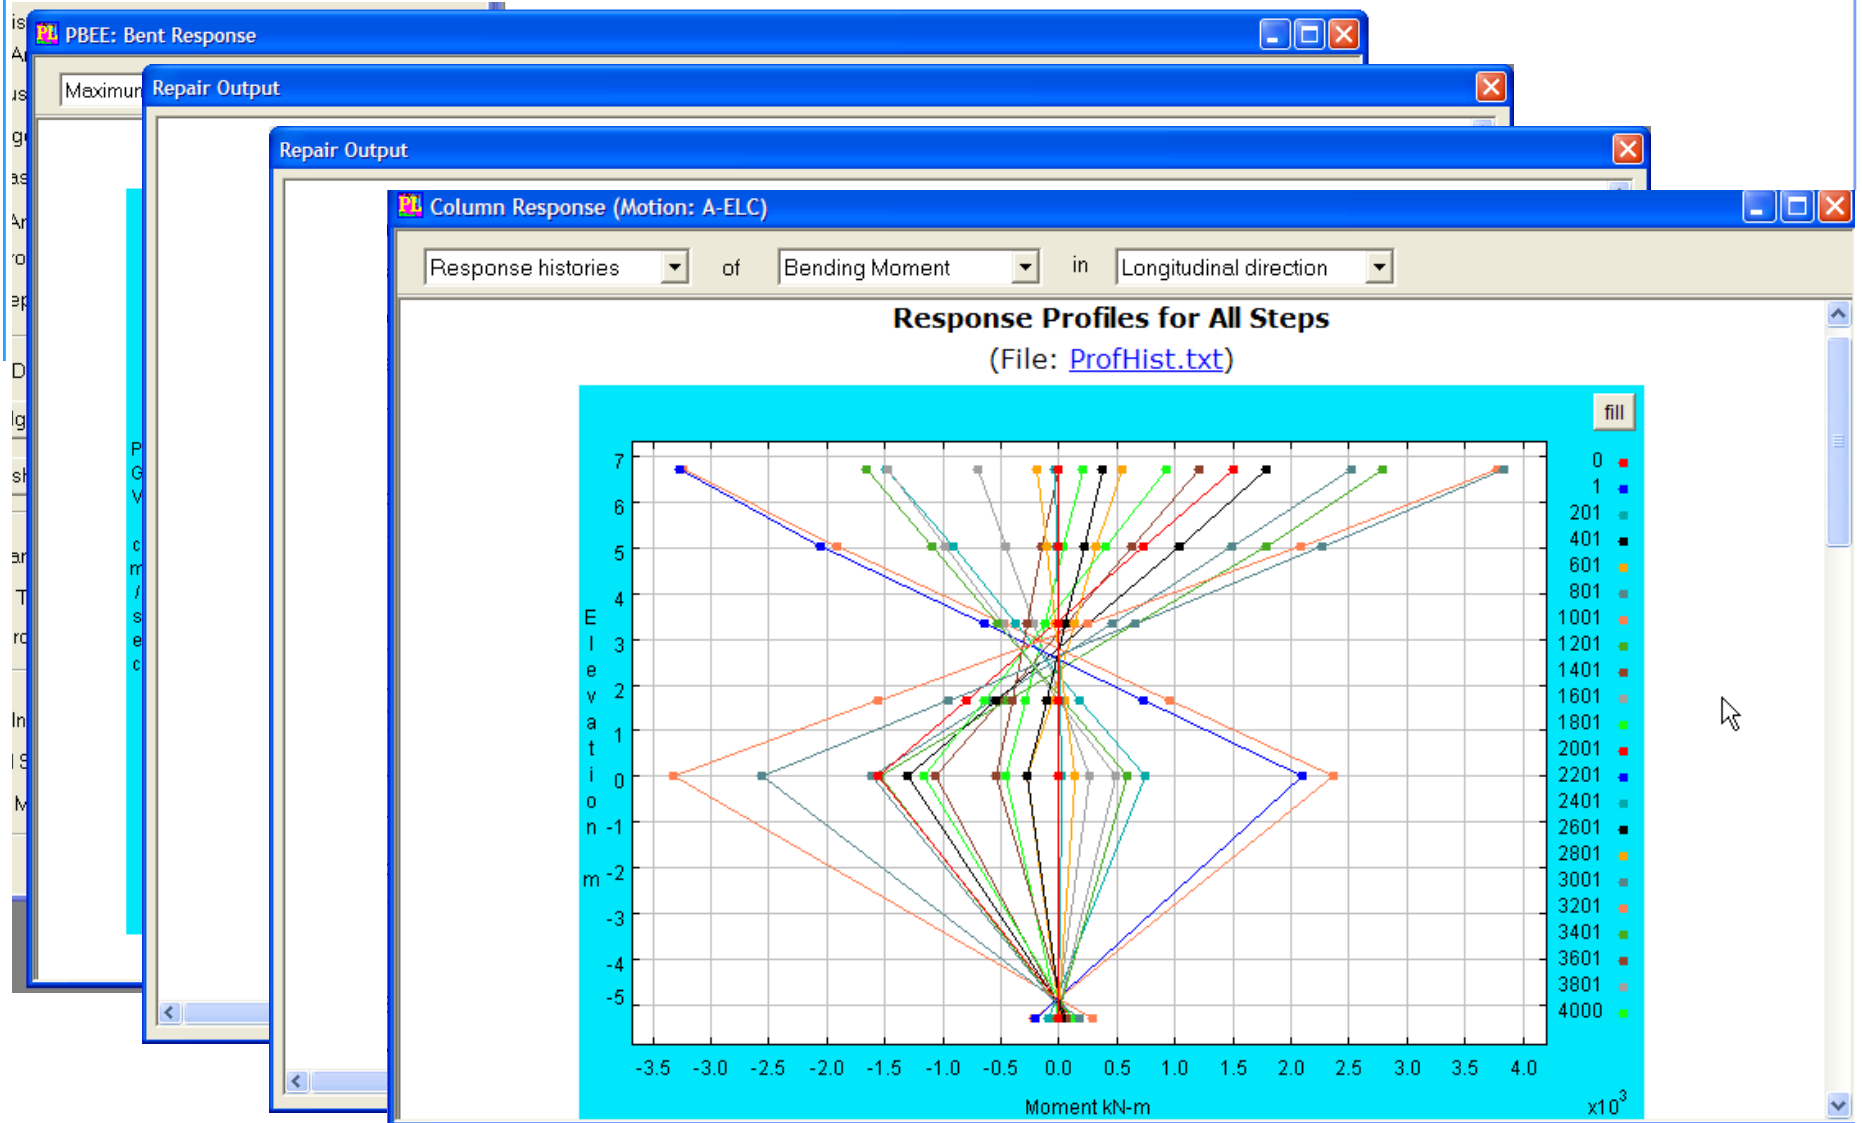 PL PBEE: Bent Response
Maximum
Repair Output
Repair Output
PL Column Response (Motion: A-ELC)
Response histories of Bending Moment in Longitudinal direction
Response Profiles for All Steps
(File: ProfHist.txt)
fill
7
6
5
4
3
2
1
0
-1
-2
-3
-4
-5
Elevation m
0
1
201
401
601
801
1001
1201
1401
1601
1801
2001
2201
2401
2601
2801
3001
3201
3401
3601
3801
4000
-3.5 -3.0 -2.5 -2.0 -1.5 -1.0 -0.5 0.0 0.5 1.0 1.5 2.0 2.5 3.0 3.5 4.0
Moment kN-m
x10³
PGV cm/sec